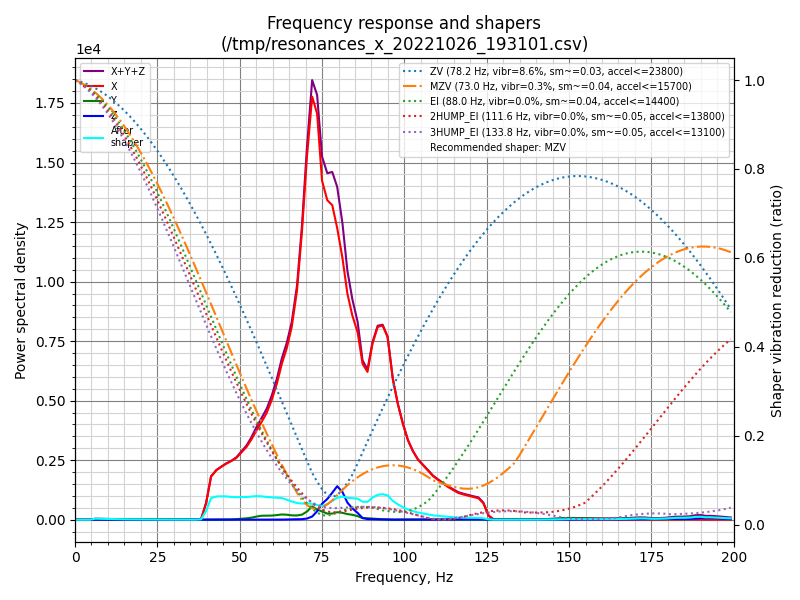 Frequency response and shapers
(/tmp/resonances_x_20221026_193101.csv)
1e4
X+Y+Z
X
Y
Z
After
shaper
ZV (78.2 Hz, vibr=8.6%, sm~=0.03, accel<=23800)
MZV (73.0 Hz, vibr=0.3%, sm~=0.04, accel<=15700)
EI (88.0 Hz, vibr=0.0%, sm~=0.04, accel<=14400)
2HUMP_EI (111.6 Hz, vibr=0.0%, sm~=0.05, accel<=13800)
3HUMP_EI (133.8 Hz, vibr=0.0%, sm~=0.05, accel<=13100)
Recommended shaper: MZV
Power spectral density
1.75
1.50
1.25
1.00
0.75
0.50
0.25
0.00
1.0
0.8
0.6
0.4
0.2
0.0
Shaper vibration reduction (ratio)
0 25 50 75 100 125 150 175 200
Frequency, Hz